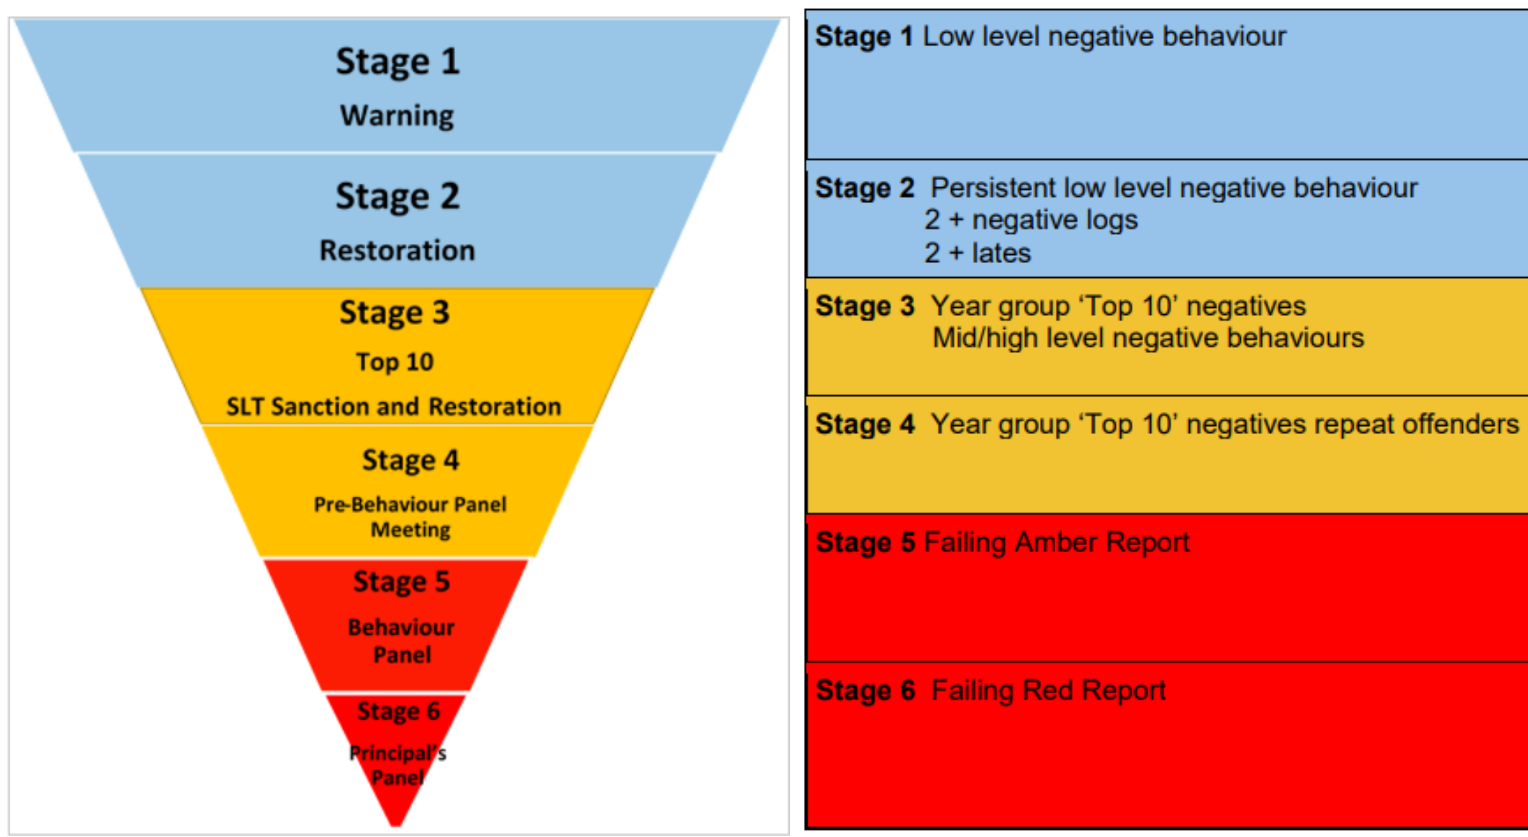 Stage 1
Warning
Stage 2
Restoration
Stage 3
Top 10
SLT Sanction and Restoration
Stage 4
Pre-Behaviour Panel
Meeting
Stage 5
Behaviour
Panel
Stage 6
Principal's
Panel
Stage 1 Low level negative behaviour
Stage 2 Persistent low level negative behaviour
2 + negative logs
2 + lates
Stage 3 Year group ‘Top 10’ negatives
Mid/high level negative behaviours
Stage 4 Year group ‘Top 10’ negatives repeat offenders
Stage 5 Failing Amber Report
Stage 6 Failing Red Report